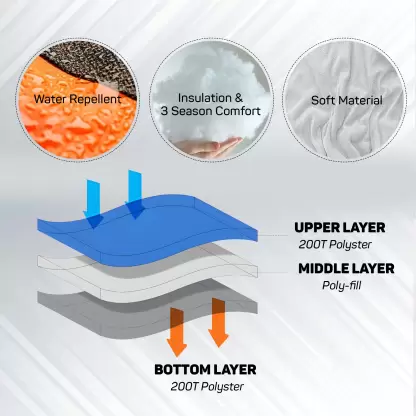 Water Repellent
Insulation &
3 Season Comfort
Soft Material
UPPER LAYER
200T Polyster
MIDDLE LAYER
Poly-fill
BOTTOM LAYER
200T Polyster